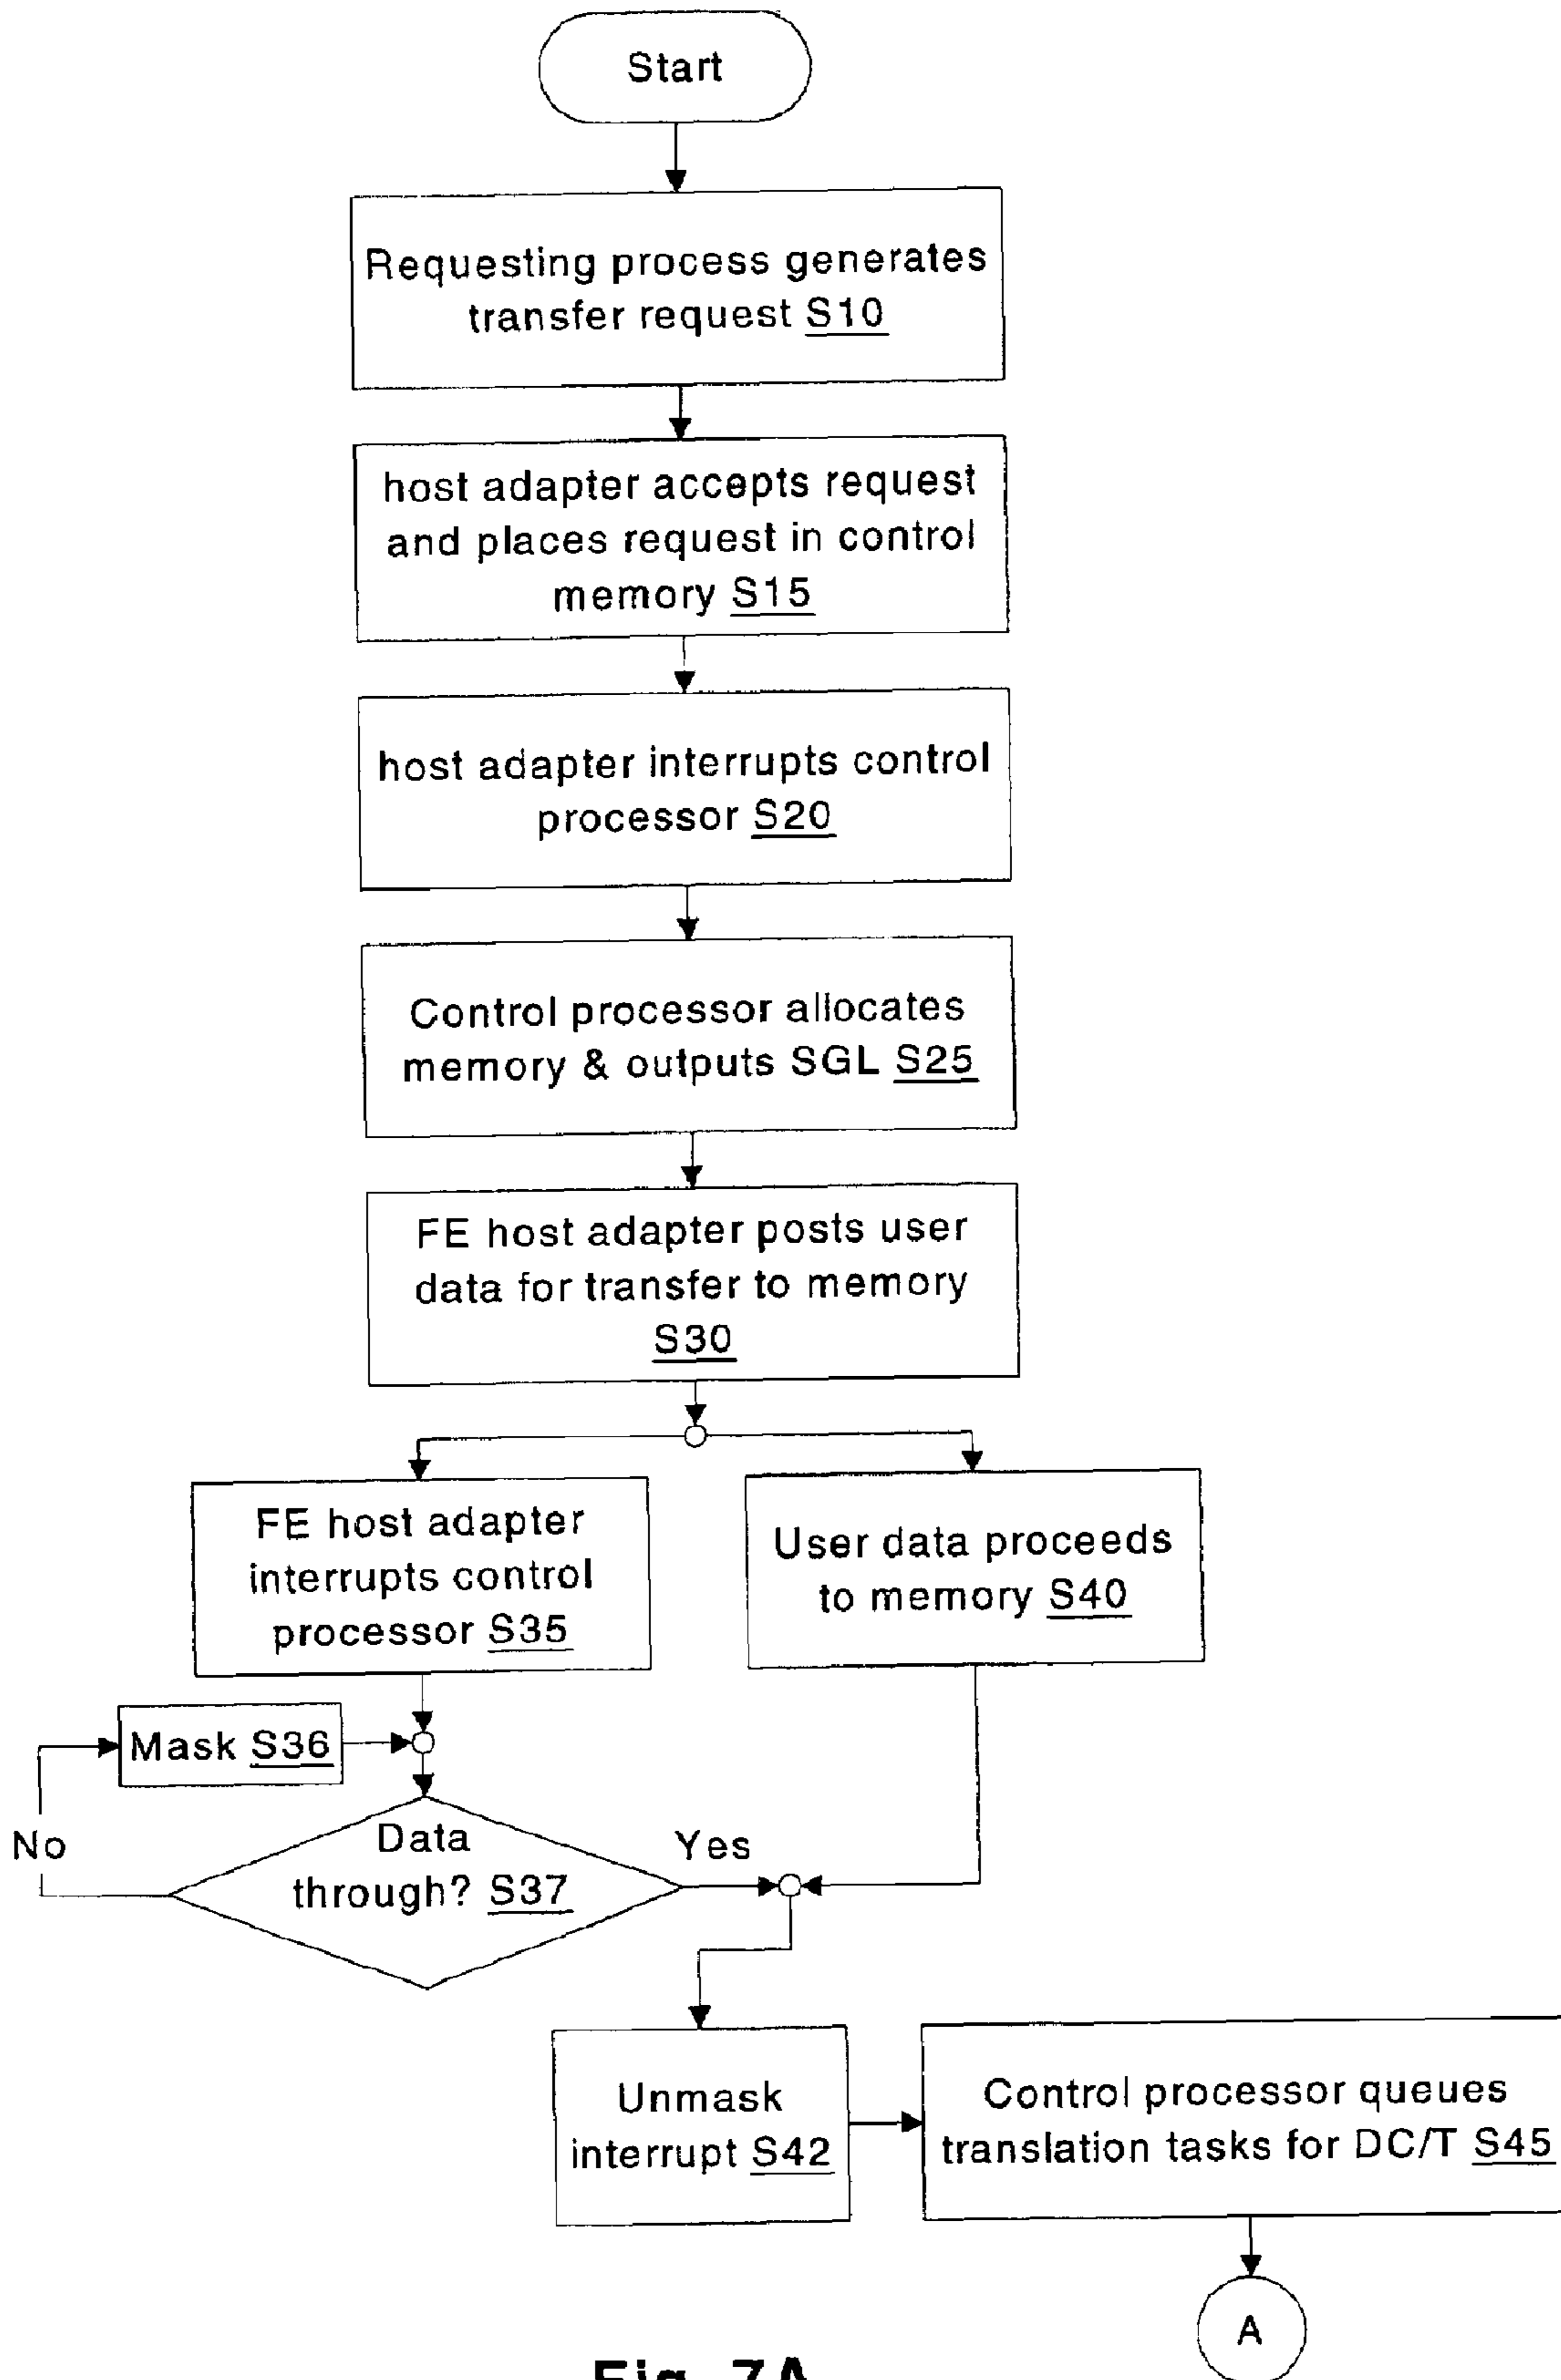 Start
Requesting process generates
transfer request S10
host adapter accepts request
and places request in control
memory S15
host adapter interrupts control
processor S20
Control processor allocates
memory & outputs SGL S25
FE host adapter posts user
data for transfer to memory
S30
FE host adapter
interrupts control
processor S35
User data proceeds
to memory S40
Mask S36
No
Data
through? S37
Yes
Unmask
interrupt S42
Control processor queues
translation tasks for DC/T S45
A
Fig. 7A